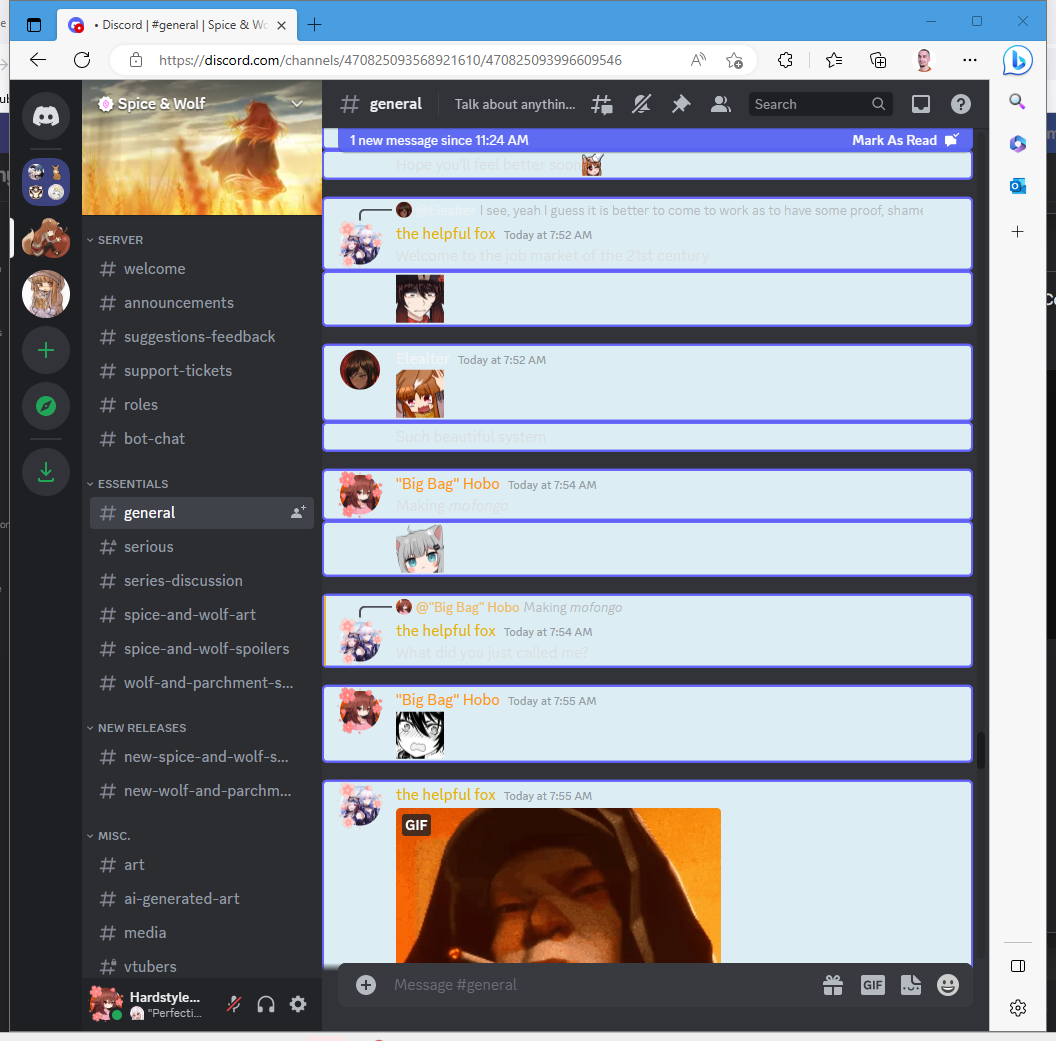 • Discord | #general | Spice & Wo
https://discord.com/channels/470825093568921610/470825093996609546
Spice & Wolf
general
Talk about anythin...
Search
1 new message since 11:24 AM
Mark As Read
Hope you'll feel better soon
SERVER
welcome
announcements
suggestions-feedback
support-tickets
roles
bot-chat
ESSENTIALS
general
serious
series-discussion
spice-and-wolf-art
spice-and-wolf-spoilers
wolf-and-parchment-s...
NEW RELEASES
new-spice-and-wolf-s...
new-wolf-and-parchm...
MISC.
art
ai-generated-art
media
vtubers
Hardstyle...
"Perfecti...
@Elealter I see, yeah I guess it is better to come to work as to have some proof, shame
the helpful fox Today at 7:52 AM
Welcome to the job market of the 21st century
Elealter Today at 7:52 AM
Such beautiful system
"Big Bag" Hobo Today at 7:54 AM
Making mofongo
@"Big Bag" Hobo Making mofongo
the helpful fox Today at 7:54 AM
What did you just called me?
"Big Bag" Hobo Today at 7:55 AM
the helpful fox Today at 7:55 AM
GIF
Message #general
GIF